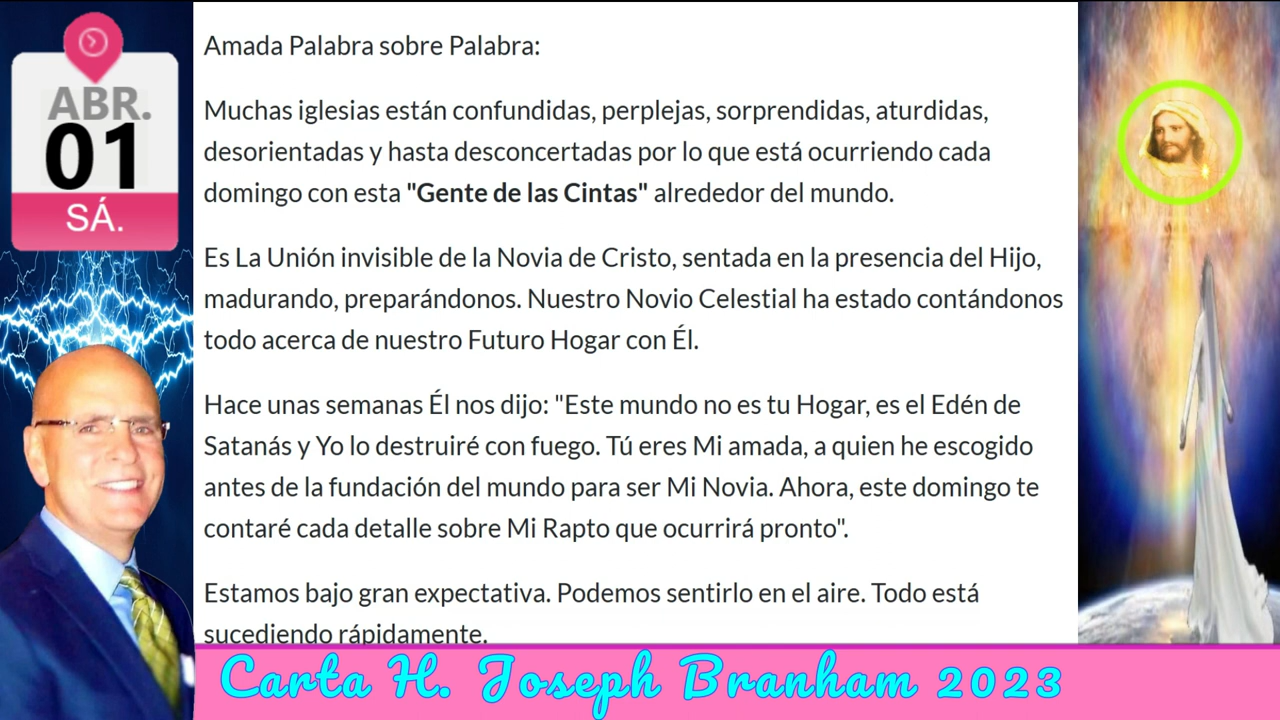 ABR.
01
SÁ.
Amada Palabra sobre Palabra:
Muchas iglesias están confundidas, perplejas, sorprendidas, aturdidas,
desorientadas y hasta desconcertadas por lo que está ocurriendo cada
domingo con esta "Gente de las Cintas" alrededor del mundo.
Es La Unión invisible de la Novia de Cristo, sentada en la presencia del Hijo,
madurando, preparándonos. Nuestro Novio Celestial ha estado contándonos
todo acerca de nuestro Futuro Hogar con Él.
Hace unas semanas Él nos dijo: "Este mundo no es tu Hogar, es el Edén de
Satanás y Yo lo destruiré con fuego. Tú eres Mi amada, a quien he escogido
antes de la fundación del mundo para ser Mi Novia. Ahora, este domingo te
contaré cada detalle sobre Mi Rapto que ocurrirá pronto".
Estamos bajo gran expectativa. Podemos sentirlo en el aire. Todo está
sucediendo rápidamente.
Carta H. Joseph Branham 2023